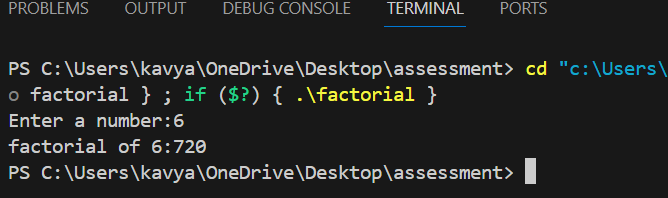 PROBLEMS OUTPUT DEBUG CONSOLE TERMINAL PORTS
PS C:\Users\kavya\OneDrive\Desktop\assessment> cd "c:\Users\
o factorial } ; if ($?) { .\factorial }
Enter a number:6
factorial of 6:720
PS C:\Users\kavya\OneDrive\Desktop\assessment>